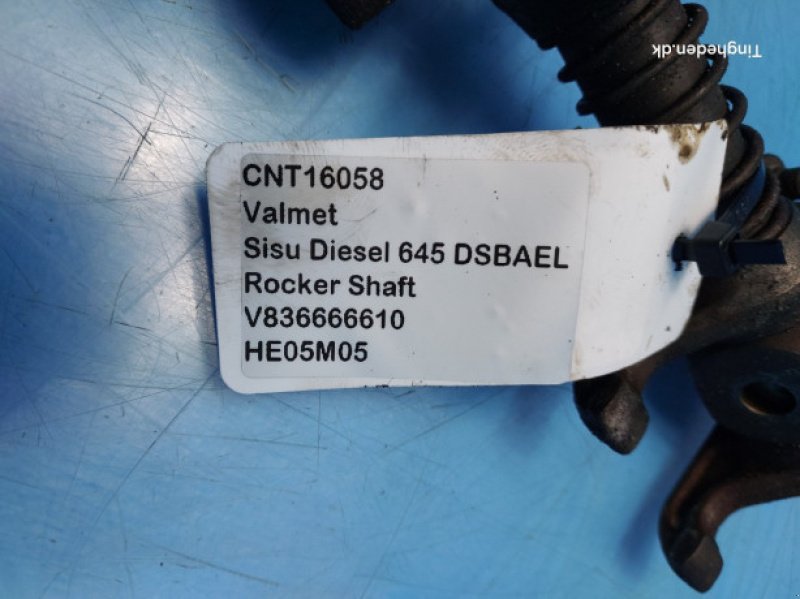 Tingheden.dk
CNT16058
Valmet
Sisu Diesel 645 DSBAEL
Rocker Shaft
V836666610
HE05M05